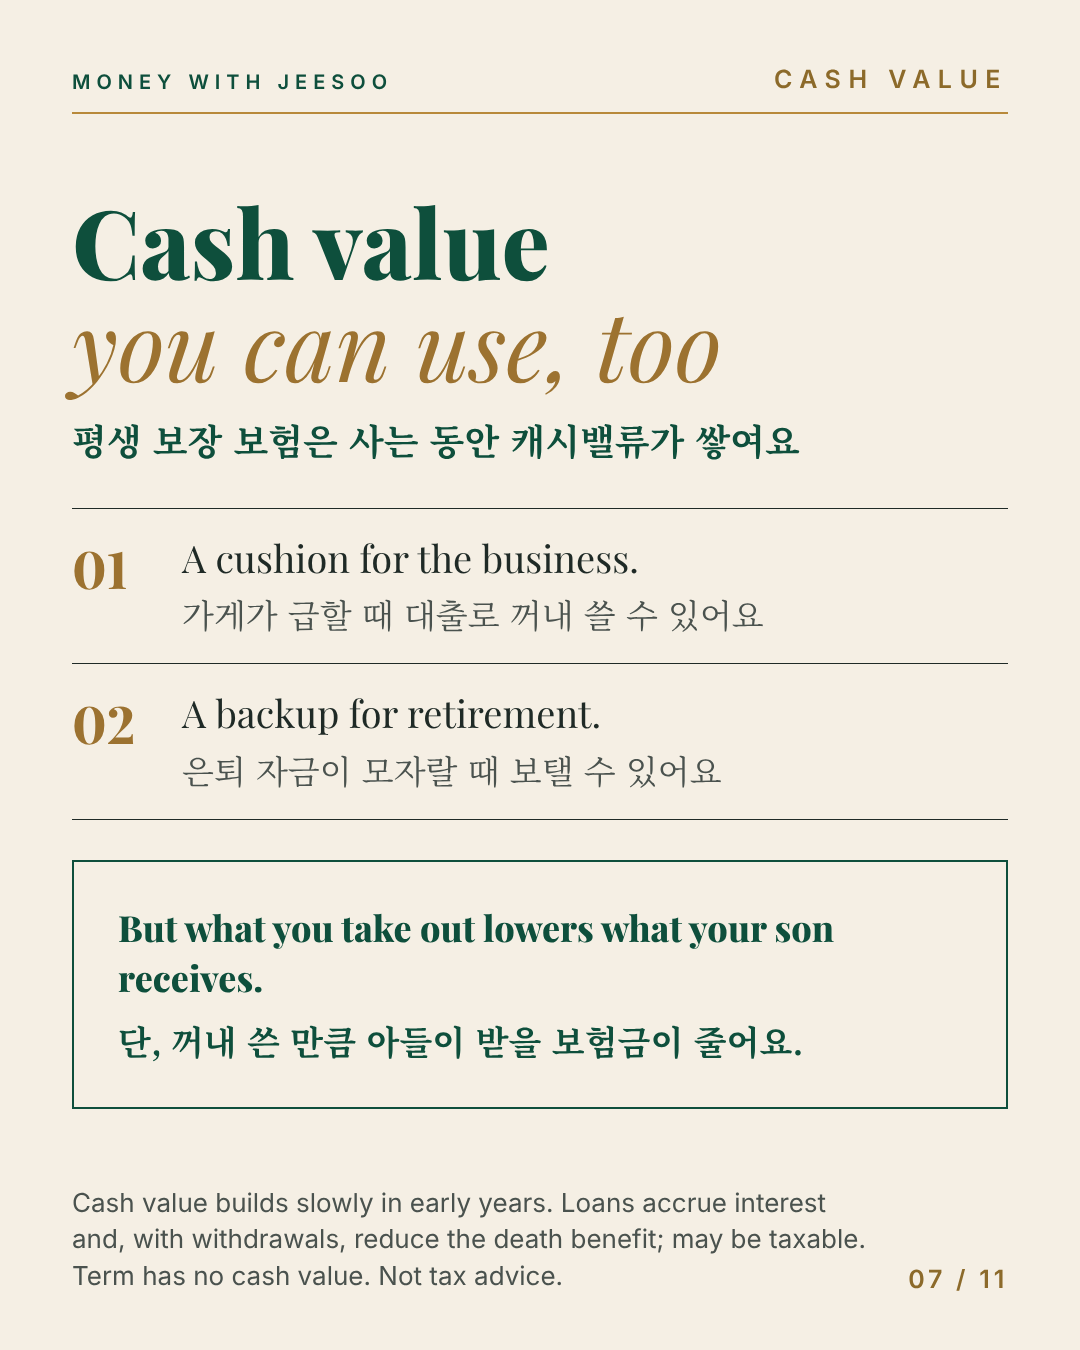 MONEY WITH JEESOO
CASH VALUE
Cash value
you can use, too
평생 보장 보험은 사는 동안 캐시밸류가 쌓여요
01
A cushion for the business.
가게가 급할 때 대출로 꺼내 쓸 수 있어요
02
A backup for retirement.
은퇴 자금이 모자랄 때 보탤 수 있어요
But what you take out lowers what your son
receives.
단, 꺼내 쓴 만큼 아들이 받을 보험금이 줄어요.
Cash value builds slowly in early years. Loans accrue interest
and, with withdrawals, reduce the death benefit; may be taxable.
Term has no cash value. Not tax advice.
07 / 11